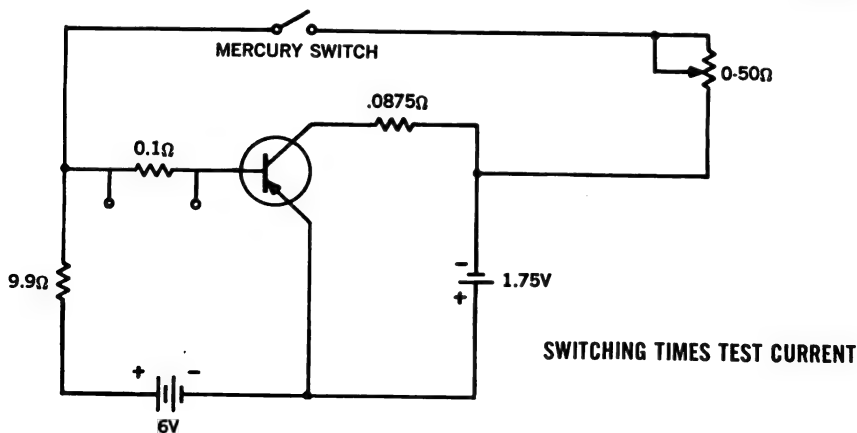 MERCURY SWITCH
0-50Ω
.0875Ω
0.1Ω
9.9Ω
- 
+ 1.75V
SWITCHING TIMES TEST CURRENT
+ -
6V